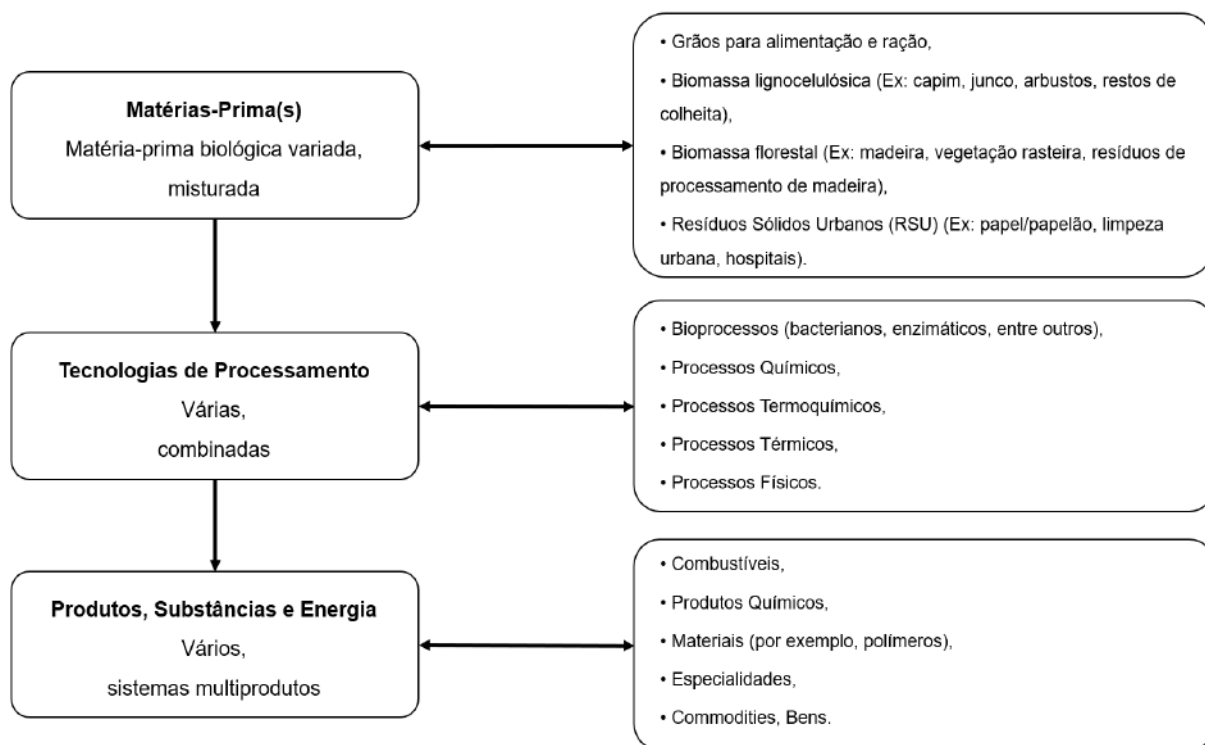 Matérias-Prima(s)
Matéria-prima biológica variada,
misturada
• Grãos para alimentação e ração,
• Biomassa lignocelulósica (Ex: capim, junco, arbustos, restos de
colheita),
• Biomassa florestal (Ex: madeira, vegetação rasteira, resíduos de
processamento de madeira),
• Resíduos Sólidos Urbanos (RSU) (Ex: papel/papelão, limpeza
urbana, hospitais).
Tecnologias de Processamento
Várias,
combinadas
• Bioprocessos (bacterianos, enzimáticos, entre outros),
• Processos Químicos,
• Processos Termoquímicos,
• Processos Térmicos,
• Processos Físicos.
Produtos, Substâncias e Energia
Vários,
sistemas multiprodutos
• Combustíveis,
• Produtos Químicos,
• Materiais (por exemplo, polímeros),
• Especialidades,
• Commodities, Bens.